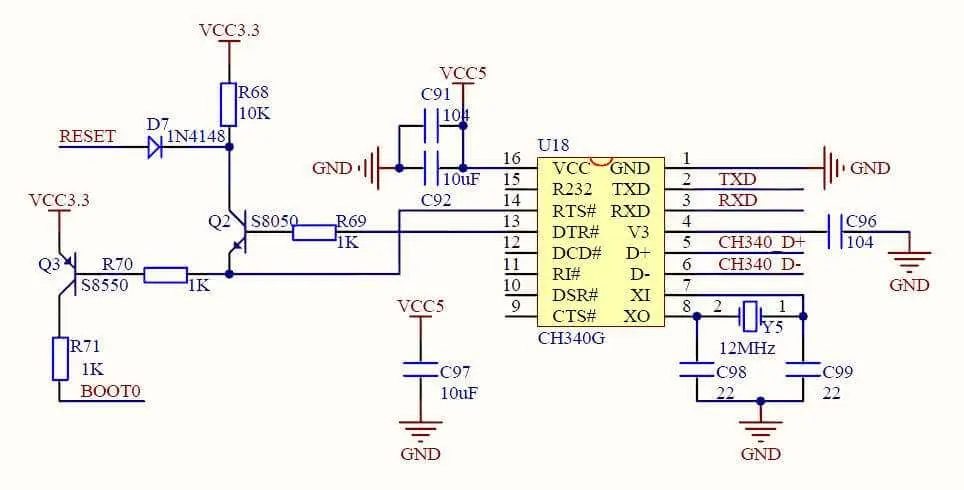 VCC3.3
R68
10K
D7
1N4148
RESET
VCC3.3
Q2
S8050
R69
1K
Q3
S8550
R70
1K
R71
1K
BOOT0
VCC5
C91
104
GND
10uF
C92
VCC5
C97
10uF
GND
U18
16
VCC
GND
1
15
R232
TXD
2
TXD
14
RTS#
RXD
3
RXD
13
DTR#
V3
4
12
DCD#
D+
5
CH340_D+
11
RI#
D-
6
CH340_D-
10
DSR#
XI
7
9
CTS#
XO
8
CH340G
GND
C96
104
GND
2
1
Y5
12MHz
C98
22
C99
22
GND